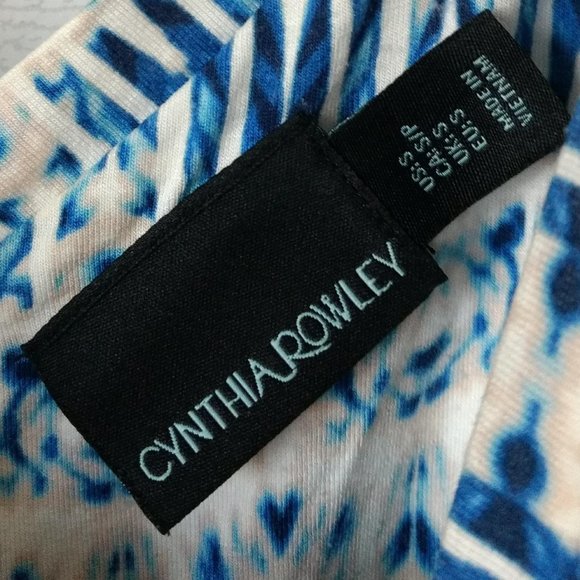 CYNTHIA ROWLEY
US:S
CA:S/P
UK:S
EU:S
MADE IN
VIETNAM